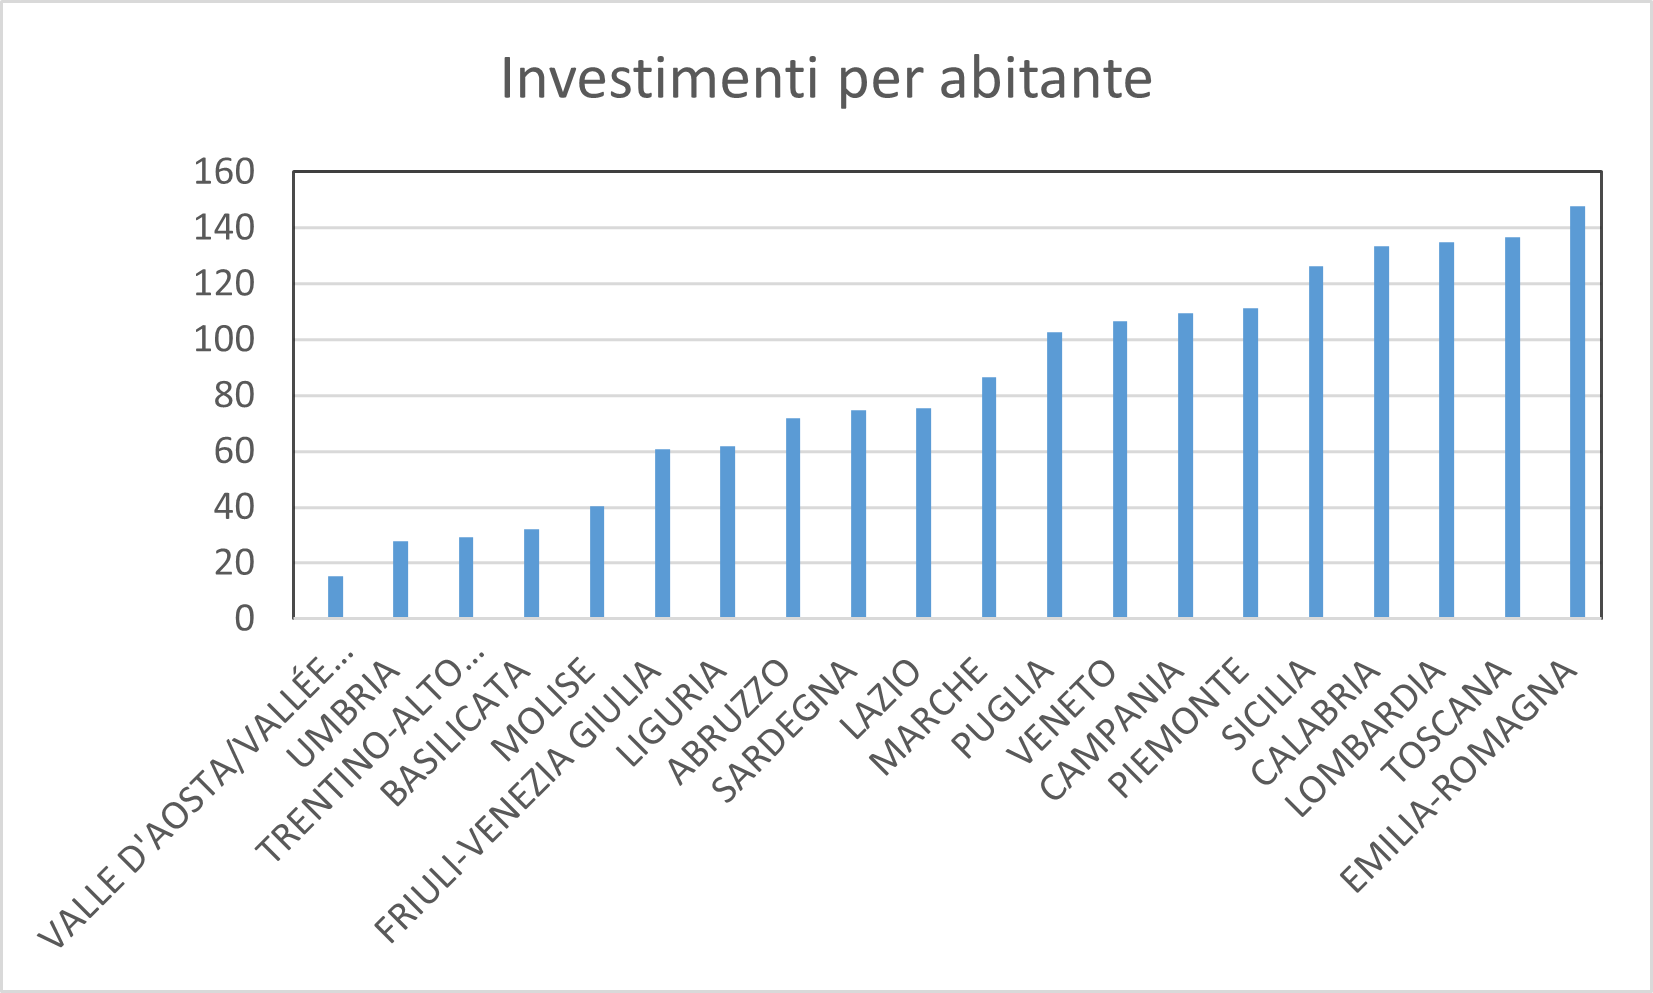 Investimenti per abitante
160
140
120
100
80
60
40
20
0
VALLE D'AOSTA/VALLÉE...
UMBRIA
TRENTINO-ALTO...
BASILICATA
MOLISE
FRIULI-VENEZIA GIULIA
LIGURIA
ABRUZZO
SARDEGNA
LAZIO
MARCHE
PUGLIA
VENETO
CAMPANIA
PIEMONTE
SICILIA
CALABRIA
LOMBARDIA
TOSCANA
EMILIA-ROMAGNA